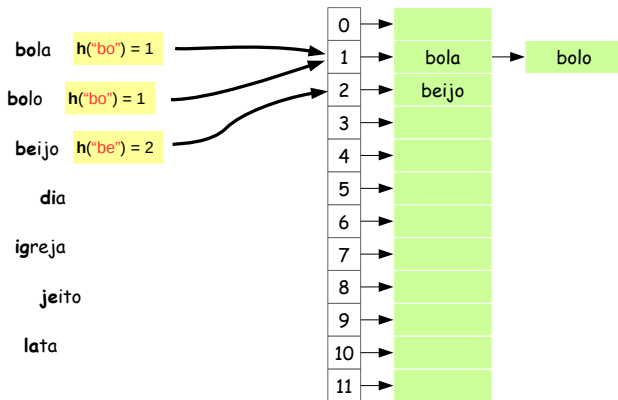 bola h(“bo”) = 1
bolo h(“bo”) = 1
beijo h(“be”) = 2
dia
igreja
jeito
lata
0
1 bola bolo
2 beijo
3
4
5
6
7
8
9
10
11